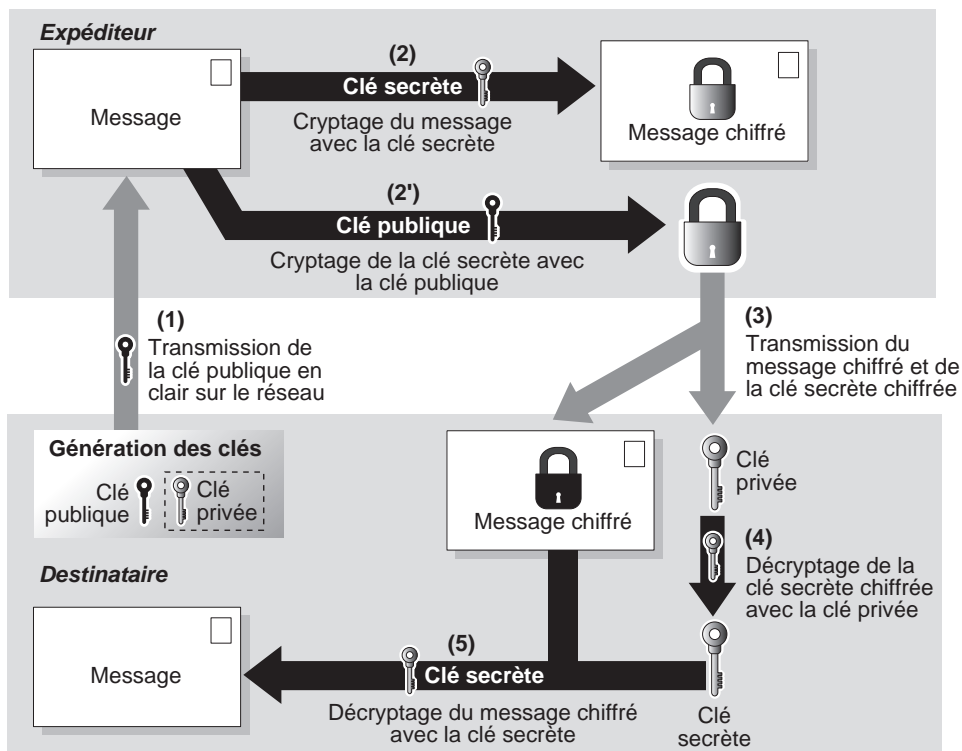 Expéditeur
Message
(2)
Clé secrète
Cryptage du message
avec la clé secrète
Message chiffré
(2')
Clé publique
Cryptage de la clé secrète avec
la clé publique
(1)
Transmission de
la clé publique en
clair sur le réseau
(3)
Transmission du
message chiffré et de
la clé secrète chiffrée
Génération des clés
Clé
publique
Clé
privée
Message chiffré
Clé
privée
(4)
Décryptage de la
clé secrète chiffrée
avec la clé privée
Destinataire
Message
(5)
Clé secrète
Décryptage du message chiffré
avec la clé secrète
Clé
secrète